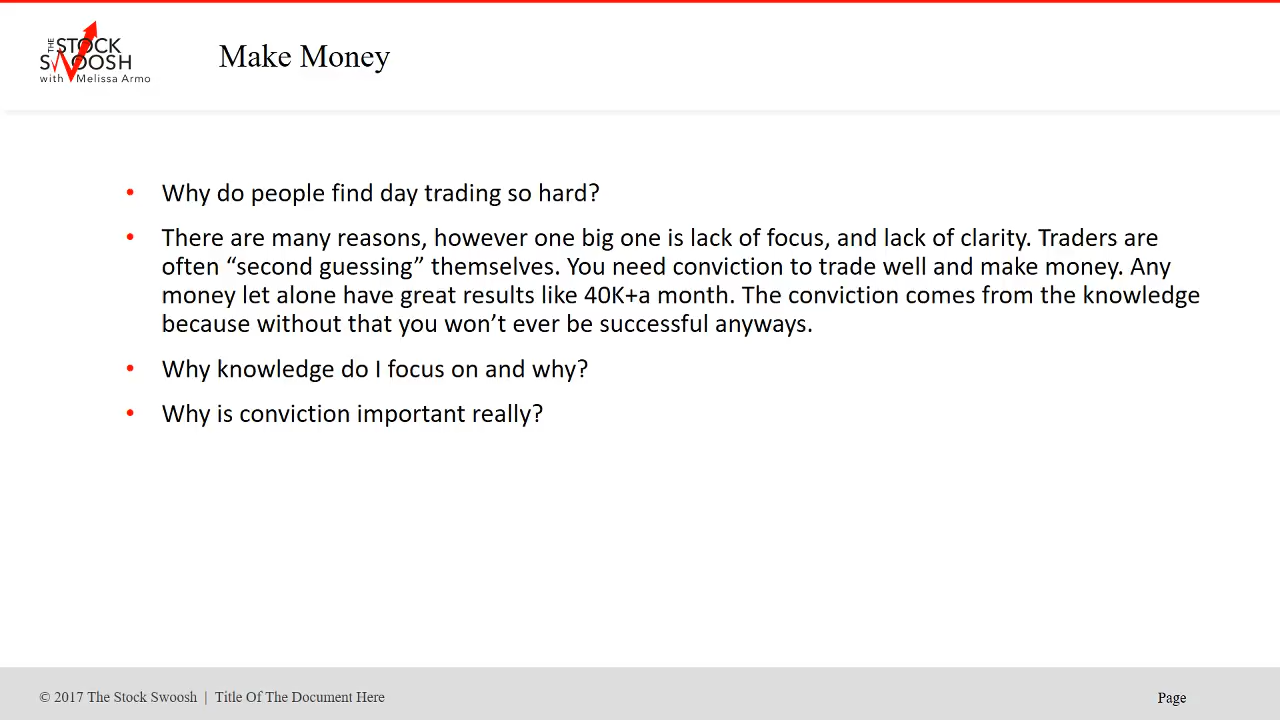 THE STOCK
SWOOSH
with Melissa Armo
Make Money
• Why do people find day trading so hard?
• There are many reasons, however one big one is lack of focus, and lack of clarity. Traders are
often “second guessing” themselves. You need conviction to trade well and make money. Any
money let alone have great results like 40K+a month. The conviction comes from the knowledge
because without that you won’t ever be successful anyways.
• Why knowledge do I focus on and why?
• Why is conviction important really?
© 2017 The Stock Swoosh | Title Of The Document Here
Page